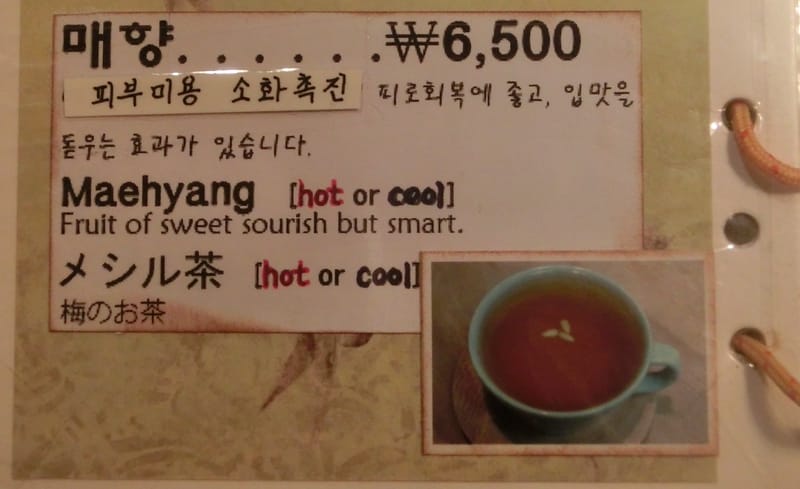 매향. . . . . . .₩6,500
피부미용 소화촉진 피로회복에 좋고, 입맛을
돋우는 효과가 있습니다.
Maehyang [hot or cool]
Fruit of sweet sourish but smart.
メシル茶 [hot or cool]
梅のお茶